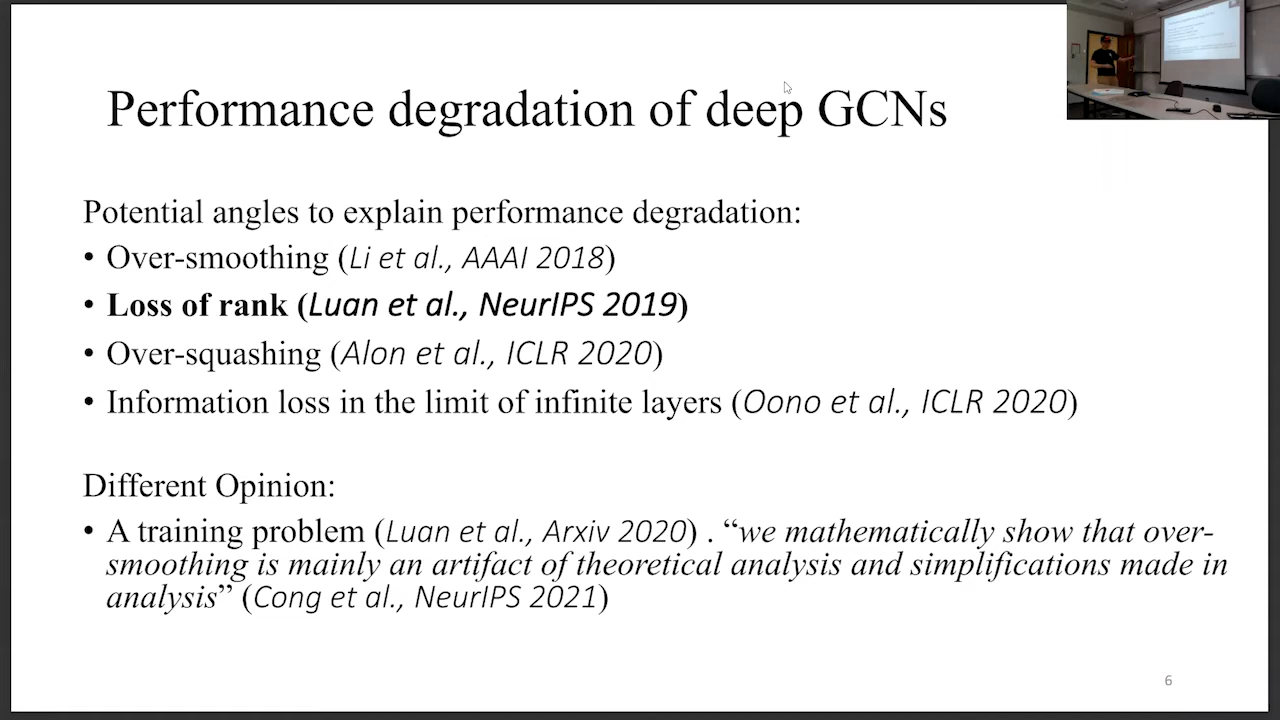 Performance degradation of deep GCNs
Potential angles to explain performance degradation:
• Over-smoothing (Li et al., AAAI 2018)
• Loss of rank (Luan et al., NeurIPS 2019)
• Over-squashing (Alon et al., ICLR 2020)
• Information loss in the limit of infinite layers (Oono et al., ICLR 2020)
Different Opinion:
• A training problem (Luan et al., Arxiv 2020) . “we mathematically show that over-
smoothing is mainly an artifact of theoretical analysis and simplifications made in
analysis” (Cong et al., NeurIPS 2021)
6